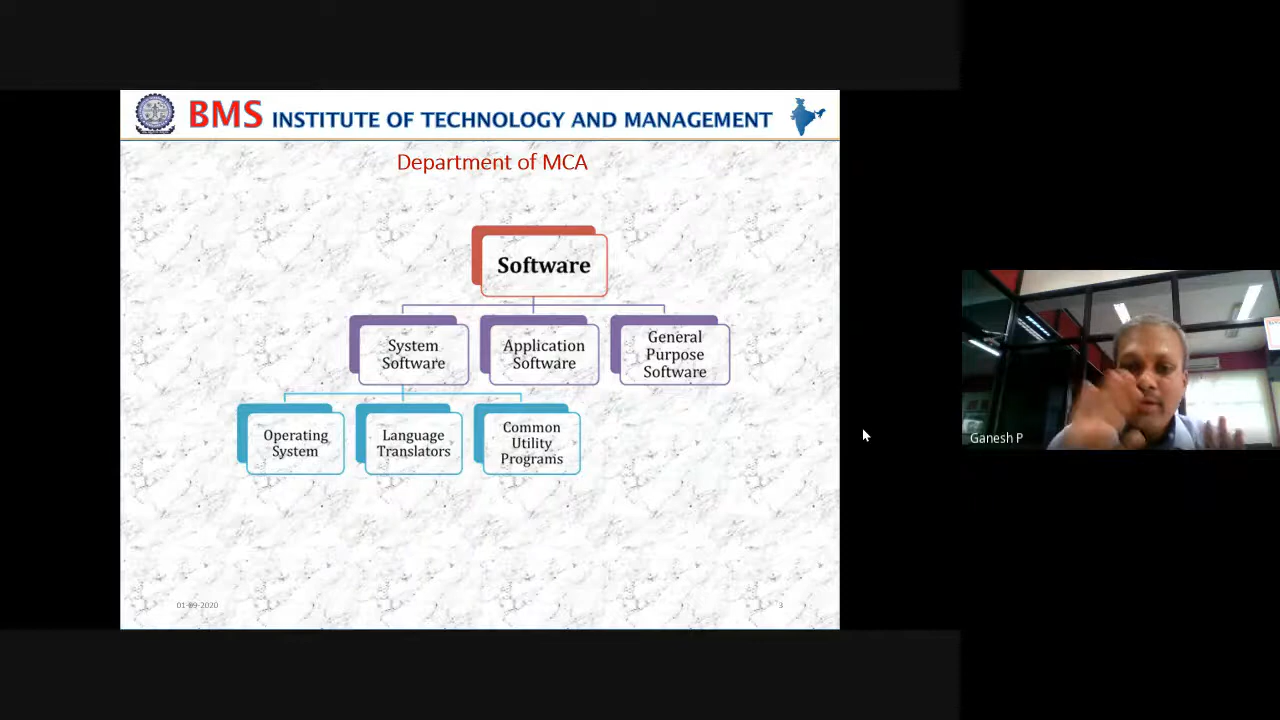 BMS INSTITUTE OF TECHNOLOGY AND MANAGEMENT
Department of MCA
Software
System
Software
Application
Software
General
Purpose
Software
Operating
System
Language
Translators
Common
Utility
Programs
01-09-2020
3
Ganesh P